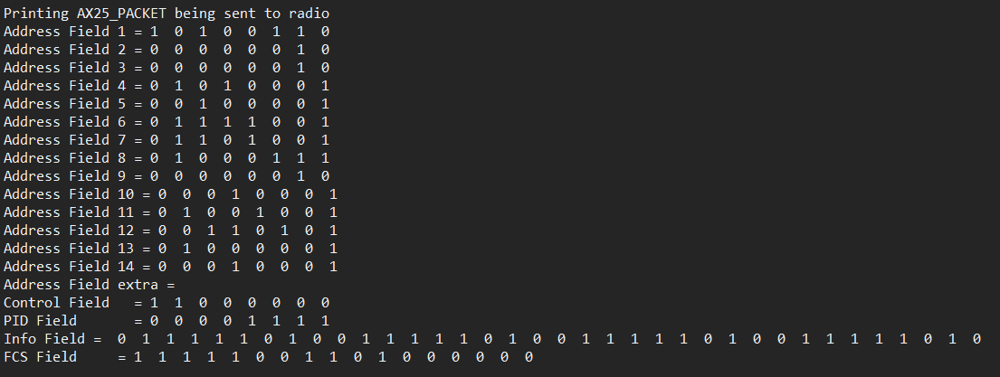 Printing AX25_PACKET being sent to radio
Address Field 1 = 1 0 1 0 0 1 1 0
Address Field 2 = 0 0 0 0 0 0 1 0
Address Field 3 = 0 0 0 0 0 0 1 0
Address Field 4 = 0 1 0 1 0 0 0 1
Address Field 5 = 0 0 1 0 0 0 0 1
Address Field 6 = 0 1 1 1 1 0 0 1
Address Field 7 = 0 1 1 0 1 0 0 1
Address Field 8 = 0 1 0 0 0 1 1 1
Address Field 9 = 0 0 0 0 0 0 1 0
Address Field 10 = 0 0 0 1 0 0 0 1
Address Field 11 = 0 1 0 0 1 0 0 1
Address Field 12 = 0 0 1 1 0 1 0 1
Address Field 13 = 0 1 0 0 0 0 0 1
Address Field 14 = 0 0 0 1 0 0 0 1
Address Field extra =
Control Field = 1 1 0 0 0 0 0 0
PID Field = 0 0 0 0 1 1 1 1
Info Field = 0 1 1 1 1 1 0 1 0 0 1 1 1 1 1 0 1 0 0 1 1 1 1 1 0 1 0 0 1 1 1 1 1 0 1 0
FCS Field = 1 1 1 1 1 0 0 1 1 0 1 0 0 0 0 0 0